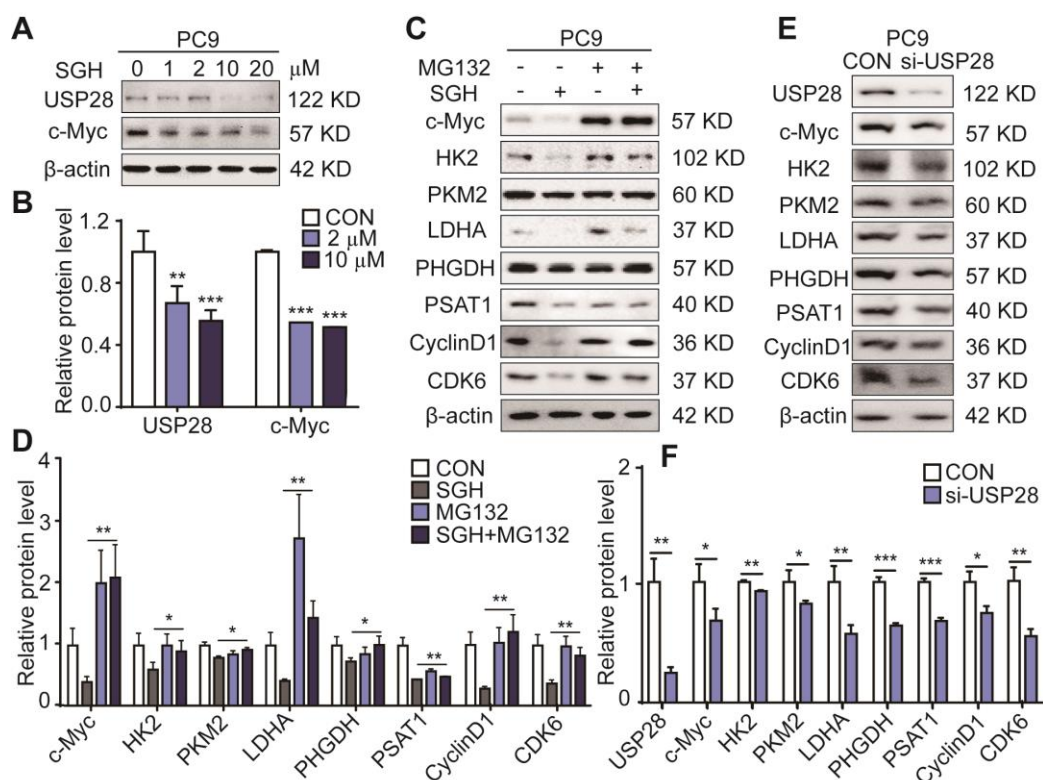 A
PC9
SGH 0 1 2 10 20 μM
USP28 122 KD
c-Myc 57 KD
β-actin 42 KD
B
Relative protein level
1.2
0.8
0.4
0.0
CON
2 μM
10 μM
** ***
*** ***
USP28 c-Myc
C
PC9
MG132 - - + +
SGH - + - +
c-Myc 57 KD
HK2 102 KD
PKM2 60 KD
LDHA 37 KD
PHGDH 57 KD
PSAT1 40 KD
CyclinD1 36 KD
CDK6 37 KD
β-actin 42 KD
E
PC9
CON si-USP28
USP28 122 KD
c-Myc 57 KD
HK2 102 KD
PKM2 60 KD
LDHA 37 KD
PHGDH 57 KD
PSAT1 40 KD
CyclinD1 36 KD
CDK6 37 KD
β-actin 42 KD
D
Relative protein level
4
3
2
1
0
CON
SGH
MG132
SGH+MG132
** * * ** * ** ** **
c-Myc HK2 PKM2 LDHA PHGDH PSAT1 CyclinD1 CDK6
F
Relative protein level
2
1
0
CON
si-USP28
** * ** * ** *** *** * **
USP28 c-Myc HK2 PKM2 LDHA PHGDH PSAT1 CyclinD1 CDK6